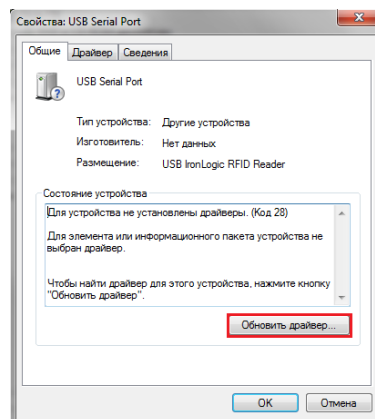 Свойства: USB Serial Port
Общие Драйвер Сведения
USB Serial Port
Тип устройства: Другие устройства
Изготовитель: Нет данных
Размещение: USB IronLogic RFID Reader
Состояние устройства
Для устройства не установлены драйверы. (Код 28)
Для элемента или информационного пакета устройства не
выбран драйвер.
Чтобы найти драйвер для этого устройства, нажмите кнопку
"Обновить драйвер".
Обновить драйвер...
OK Отмена